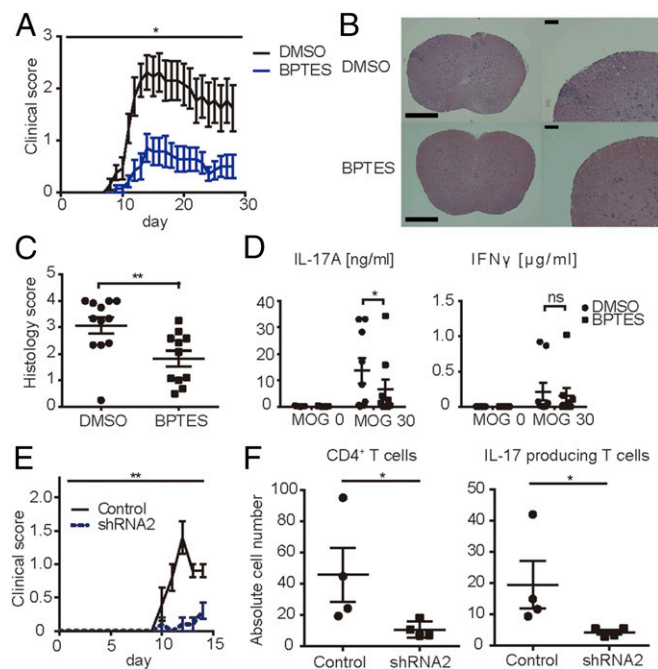 A
*
Clinical score
3
2
1
0
0 10 20 30
day
DMSO
BPTES
B
DMSO
BPTES
C
**
Histology score
5
4
3
2
1
0
DMSO BPTES
D
IL-17A [ng/ml]
40
30
20
10
0
*
MOG 0 MOG 30
IFNγ [µg/ml]
1.5
1.0
0.5
0.0
ns
MOG 0 MOG 30
DMSO
BPTES
E
**
Clinical score
2.0
1.5
1.0
0.5
0
0 5 10 15
day
Control
shRNA2
F
CD4+ T cells
Absolute cell number
100
80
60
40
20
0
*
Control shRNA2
IL-17 producing T cells
50
40
30
20
10
0
*
Control shRNA2